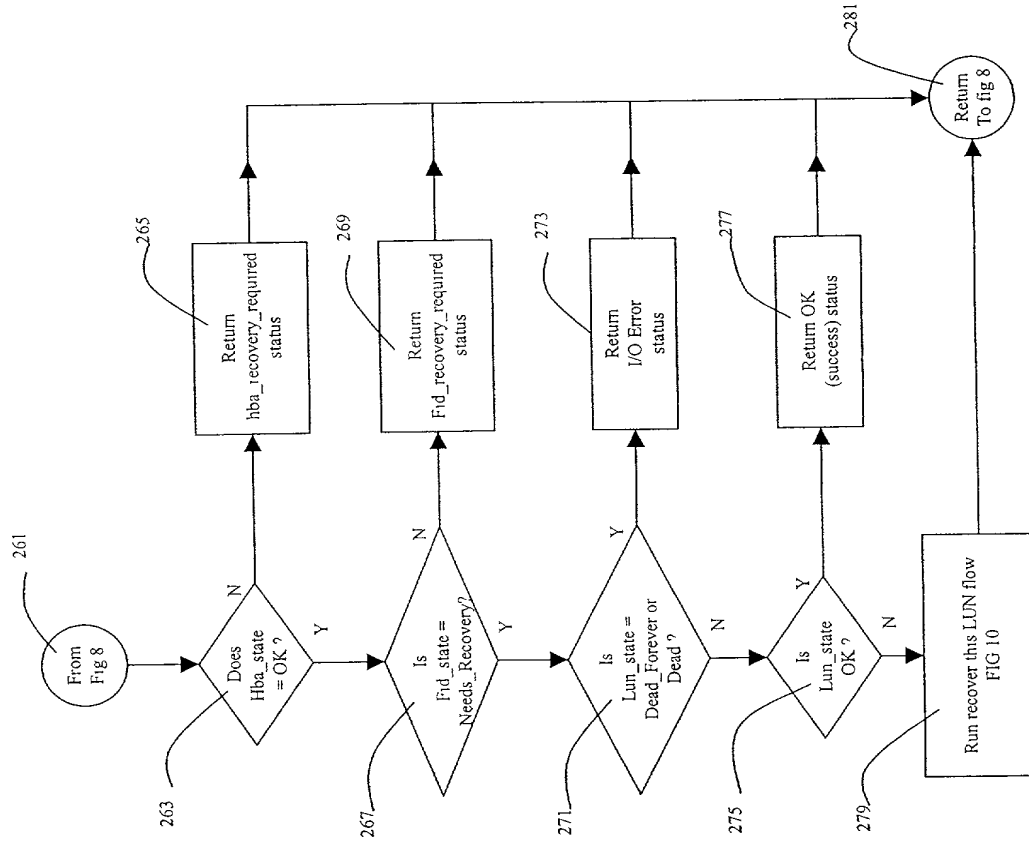 261
From
Fig 8
263
Does
Hba_state
= OK ?
N
Y
265
Return
hba_recovery_required
status
267
Is
Fid_state =
Needs_Recovery?
N
Y
269
Return
Fid_recovery_required
status
271
Is
Lun_state =
Dead_Forever or
Dead ?
Y
N
273
Return
I/O Error
status
275
Is
Lun_state
OK ?
Y
N
277
Return OK
(success) status
279
Run recover this LUN flow
FIG 10
281
Return
To fig 8